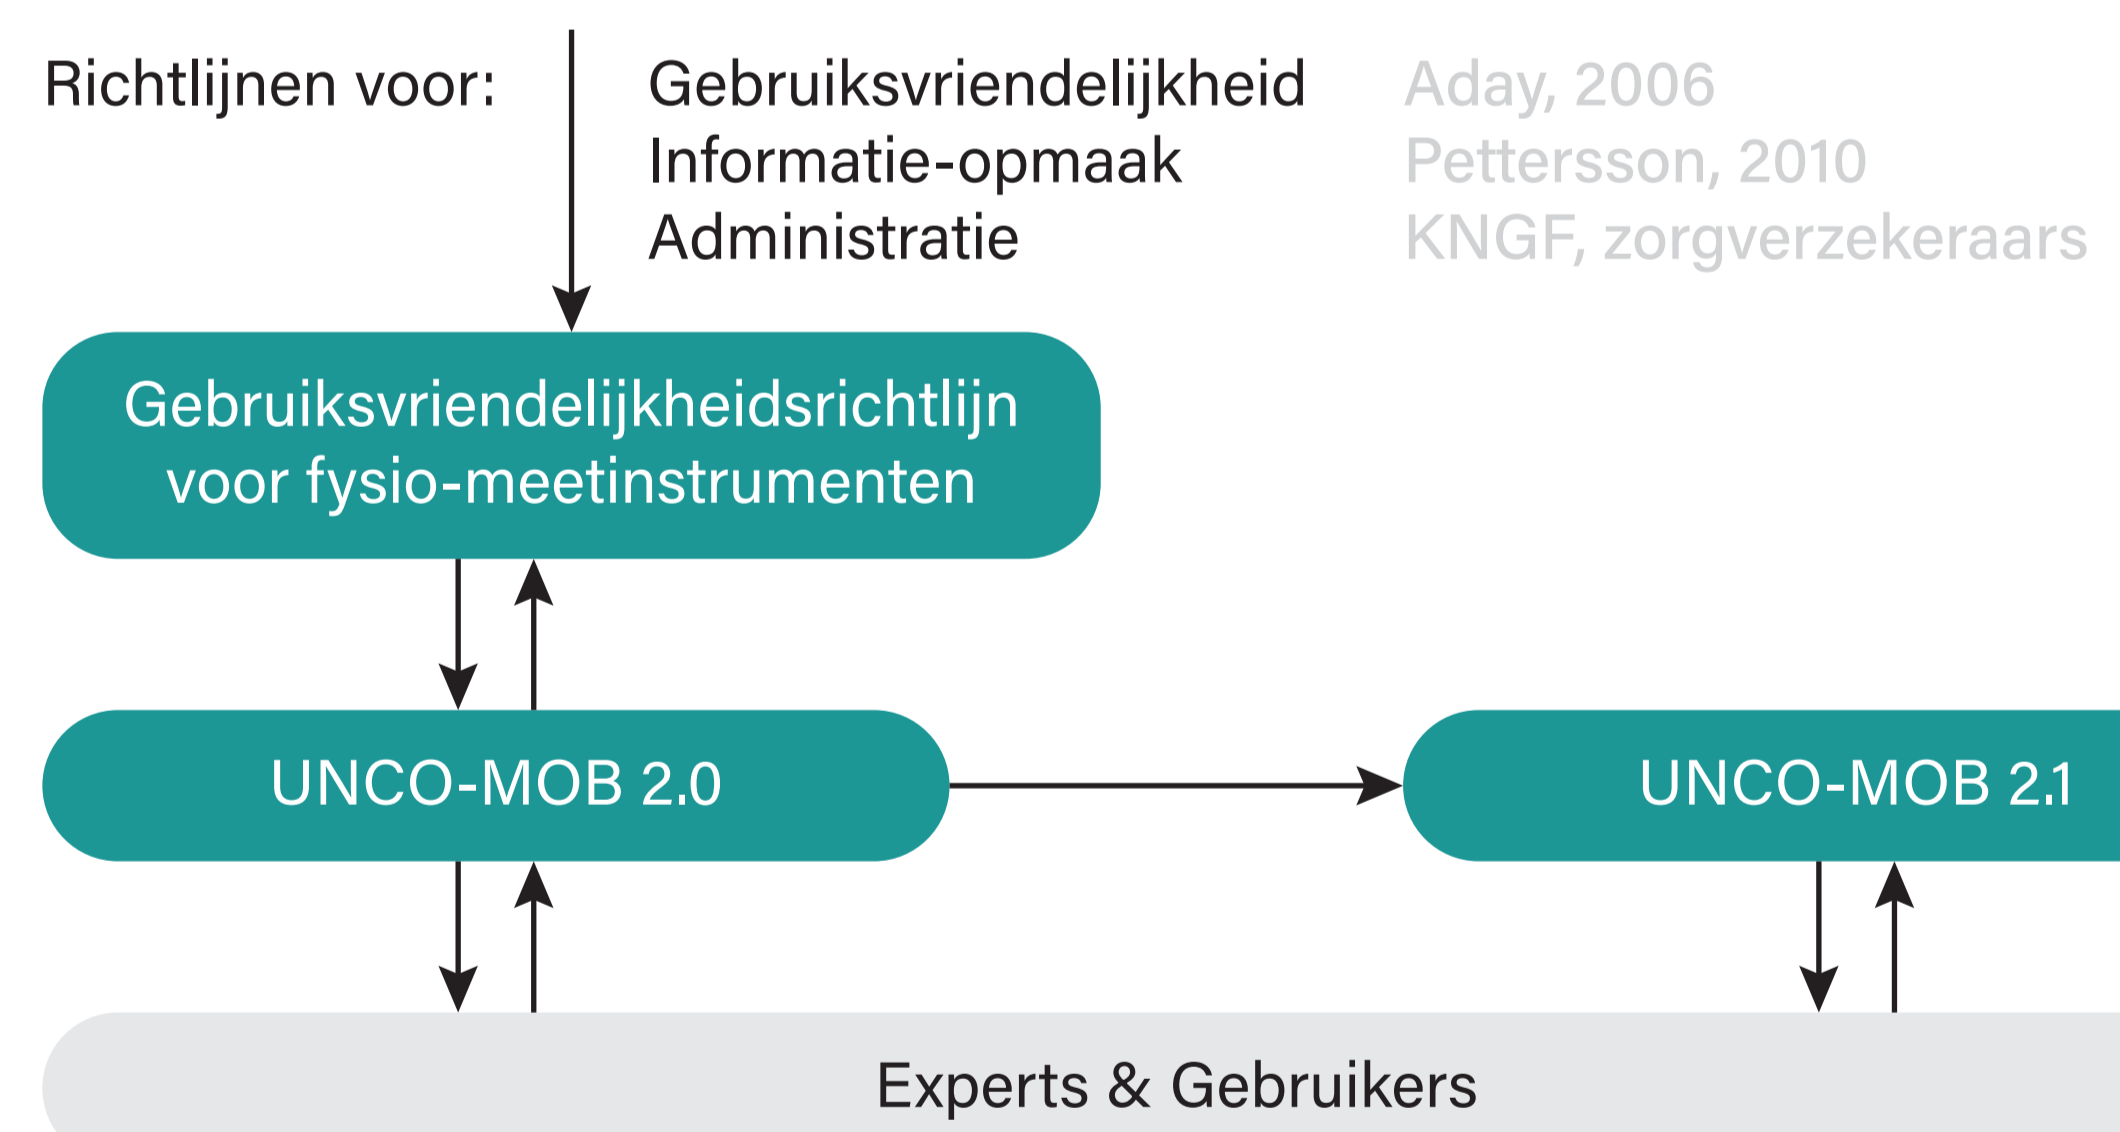 Richtlijnen voor:
Gebruiksvriendelijkheid
Informatie-opmaak
Administratie
Aday, 2006
Pettersson, 2010
KNGF, zorgverzekeraars
Gebruiksvriendelijkheidsrichtlijn
voor fysio-meetinstrumenten
UNCO-MOB 2.0
UNCO-MOB 2.1
Experts & Gebruikers